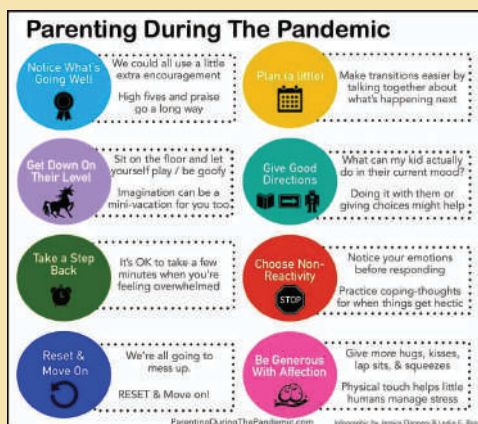 Parenting During The Pandemic
Notice What's
Going Well
We could all use a little
extra encouragement
High fives and praise
go a long way
Plan (a little)
Make transitions easier by
talking together about
what's happening next
Get Down On
Their Level
Sit on the floor and let
yourself play / be goofy
Imagination can be a
mini-vacation for you too
Give Good
Directions
What can my kid actually
do in their current mood?
Doing it with them or
giving choices might help
Take a Step
Back
It's OK to take a few
minutes when you're
feeling overwhelmed
Choose Non-
Reactivity
STOP
Notice your emotions
before responding
Practice coping-thoughts
for when things get hectic
Reset &
Move On
We're all going to
mess up.
RESET & Move on!
Be Generous
With Affection
Give more hugs, kisses,
lap sits, & squeezes
Physical touch helps little
humans manage stress
ParentingDuringThePandemic.com
Infographic by Jessica